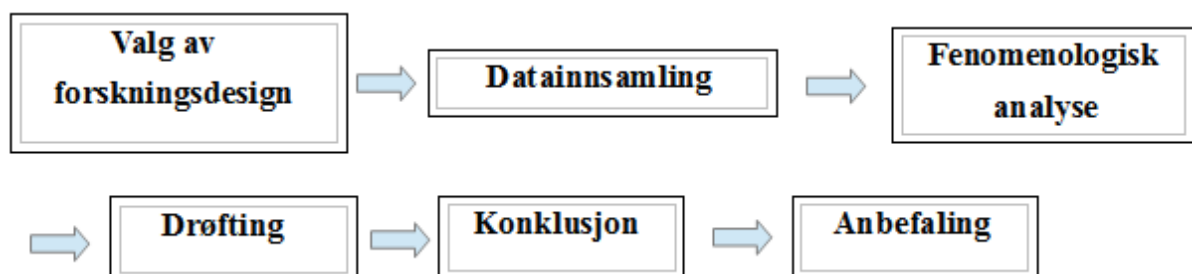 Valg av
forskningsdesign
Datainnsamling
Fenomenologisk
analyse
Drøfting
Konklusjon
Anbefaling